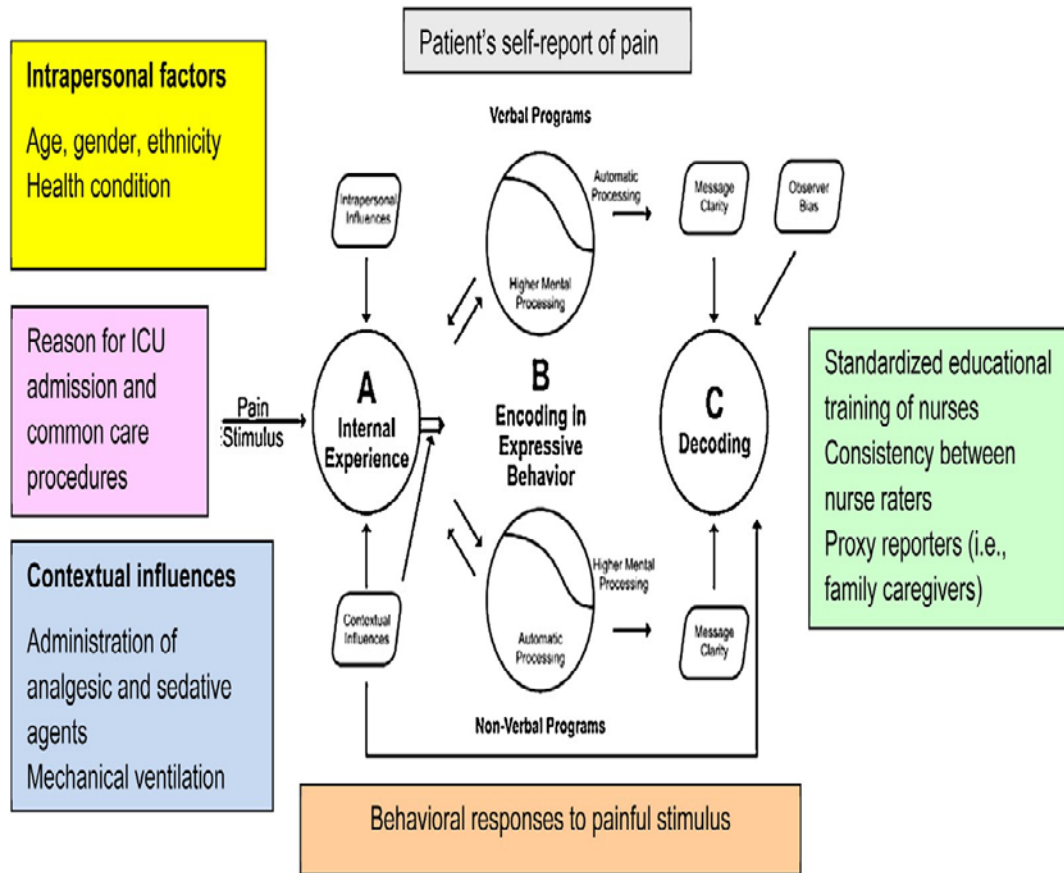 Patient's self-report of pain
Intrapersonal factors
Age, gender, ethnicity
Health condition
Verbal Programs
Intrapersonal
Influences
Higher Mental
Processing
Automatic
Processing
Message
Clarity
Observer
Bias
Reason for ICU
admission and
common care
procedures
Pain
Stimulus
A
Internal
Experience
B
Encoding in
Expressive
Behavior
C
Decoding
Standardized educational
training of nurses
Consistency between
nurse raters
Proxy reporters (i.e.,
family caregivers)
Contextual influences
Administration of
analgesic and sedative
agents
Mechanical ventilation
Contextual
Influences
Automatic
Processing
Higher Mental
Processing
Message
Clarity
Non-Verbal Programs
Behavioral responses to painful stimulus